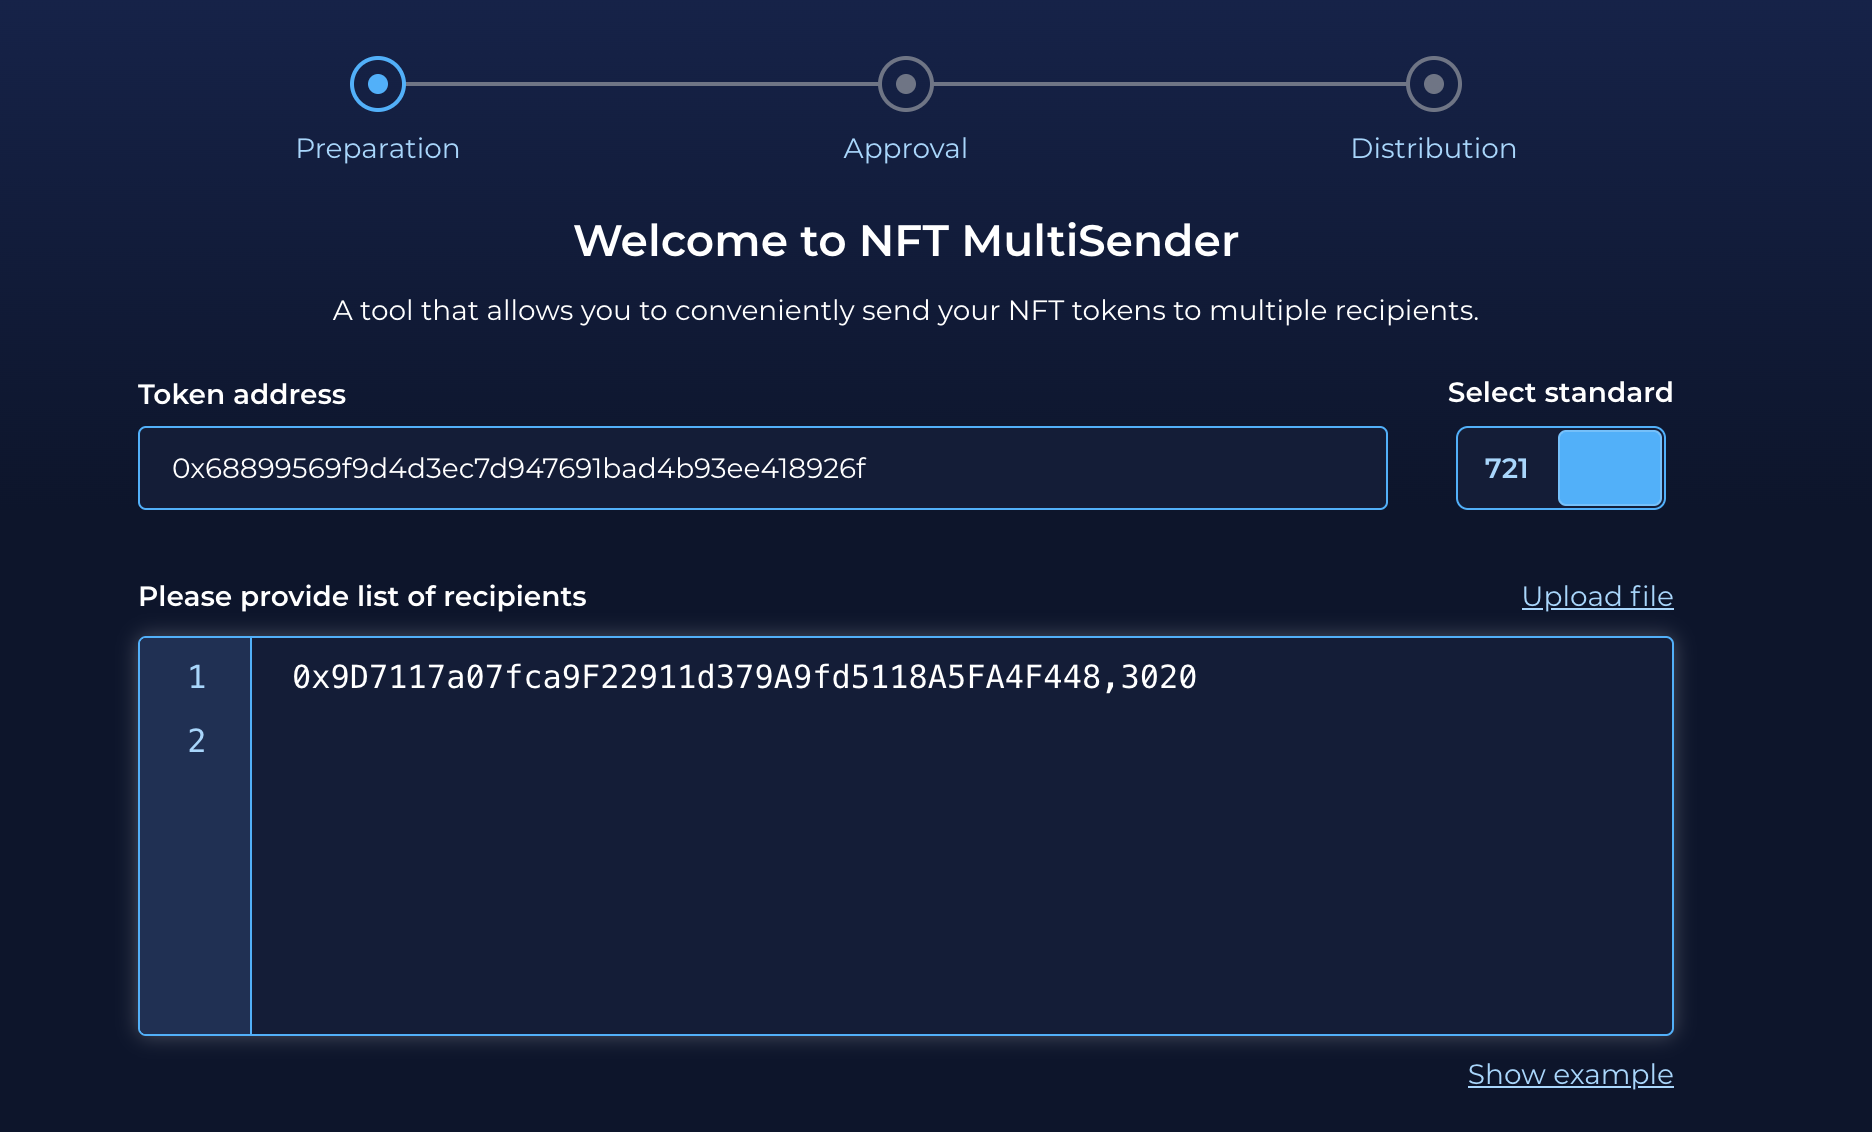 Preparation
Approval
Distribution
Welcome to NFT MultiSender
A tool that allows you to conveniently send your NFT tokens to multiple recipients.
Token address
Select standard
0x68899569f9d4d3ec7d947691bad4b93ee418926f
721
Please provide list of recipients
Upload file
1
0x9D7117a07fca9F22911d379A9fd5118A5FA4F448,3020
2
Show example